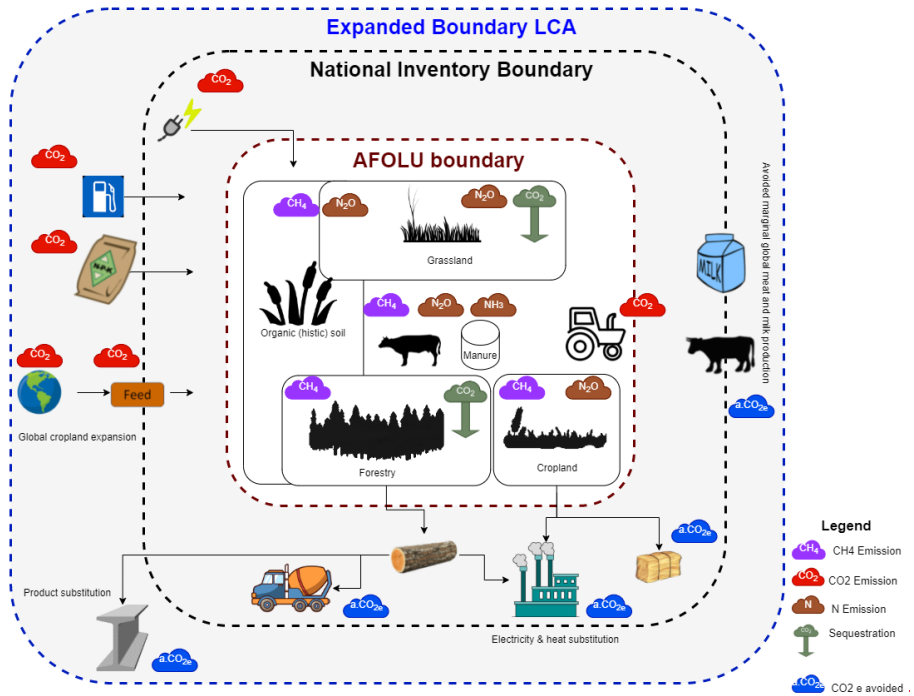 Expanded Boundary LCA
National Inventory Boundary
CO2
AFOLU boundary
CO2
CH4
N2O
N2O
CO2
Grassland
CO2
N-P-K
MILK
Avoided marginal global meat and milk production
Organic (histic) soil
CH4
N2O
NH3
CO2
Manure
CO2
CO2
Feed
Global cropland expansion
CH4
CO2
CH4
N2O
a.CO2e
Forestry
Cropland
Legend
a.CO2e
CH4
CH4 Emission
CO2
CO2 Emission
Product substitution
a.CO2e
a.CO2e
N
N Emission
CO2
Sequestration
Electricity & heat substitution
a.CO2e
a.CO2e
CO2 e avoided